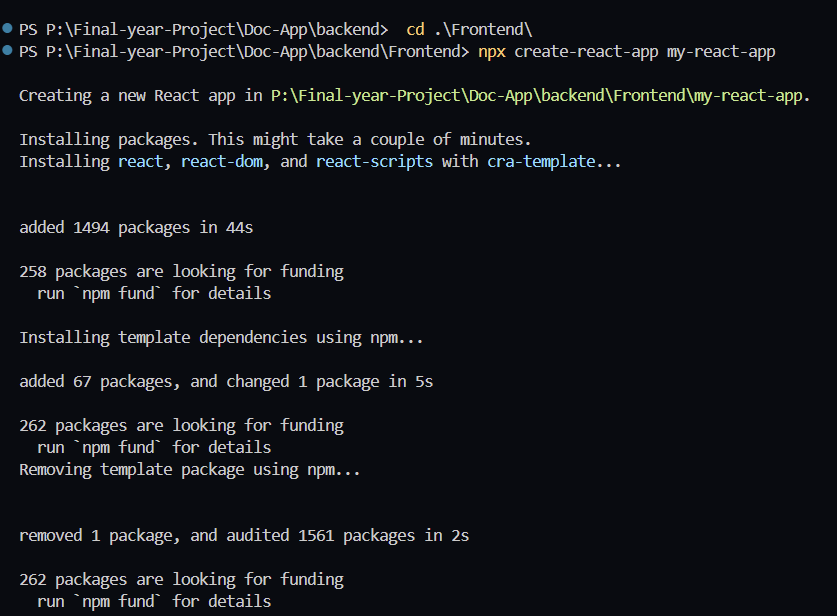 PS P:\Final-year-Project\Doc-App\backend>  cd .\Frontend\
PS P:\Final-year-Project\Doc-App\backend\Frontend> npx create-react-app my-react-app
Creating a new React app in P:\Final-year-Project\Doc-App\backend\Frontend\my-react-app.
Installing packages. This might take a couple of minutes.
Installing react, react-dom, and react-scripts with cra-template...
added 1494 packages in 44s
258 packages are looking for funding
  run `npm fund` for details
Installing template dependencies using npm...
added 67 packages, and changed 1 package in 5s
262 packages are looking for funding
  run `npm fund` for details
Removing template package using npm...
removed 1 package, and audited 1561 packages in 2s
262 packages are looking for funding
  run `npm fund` for details